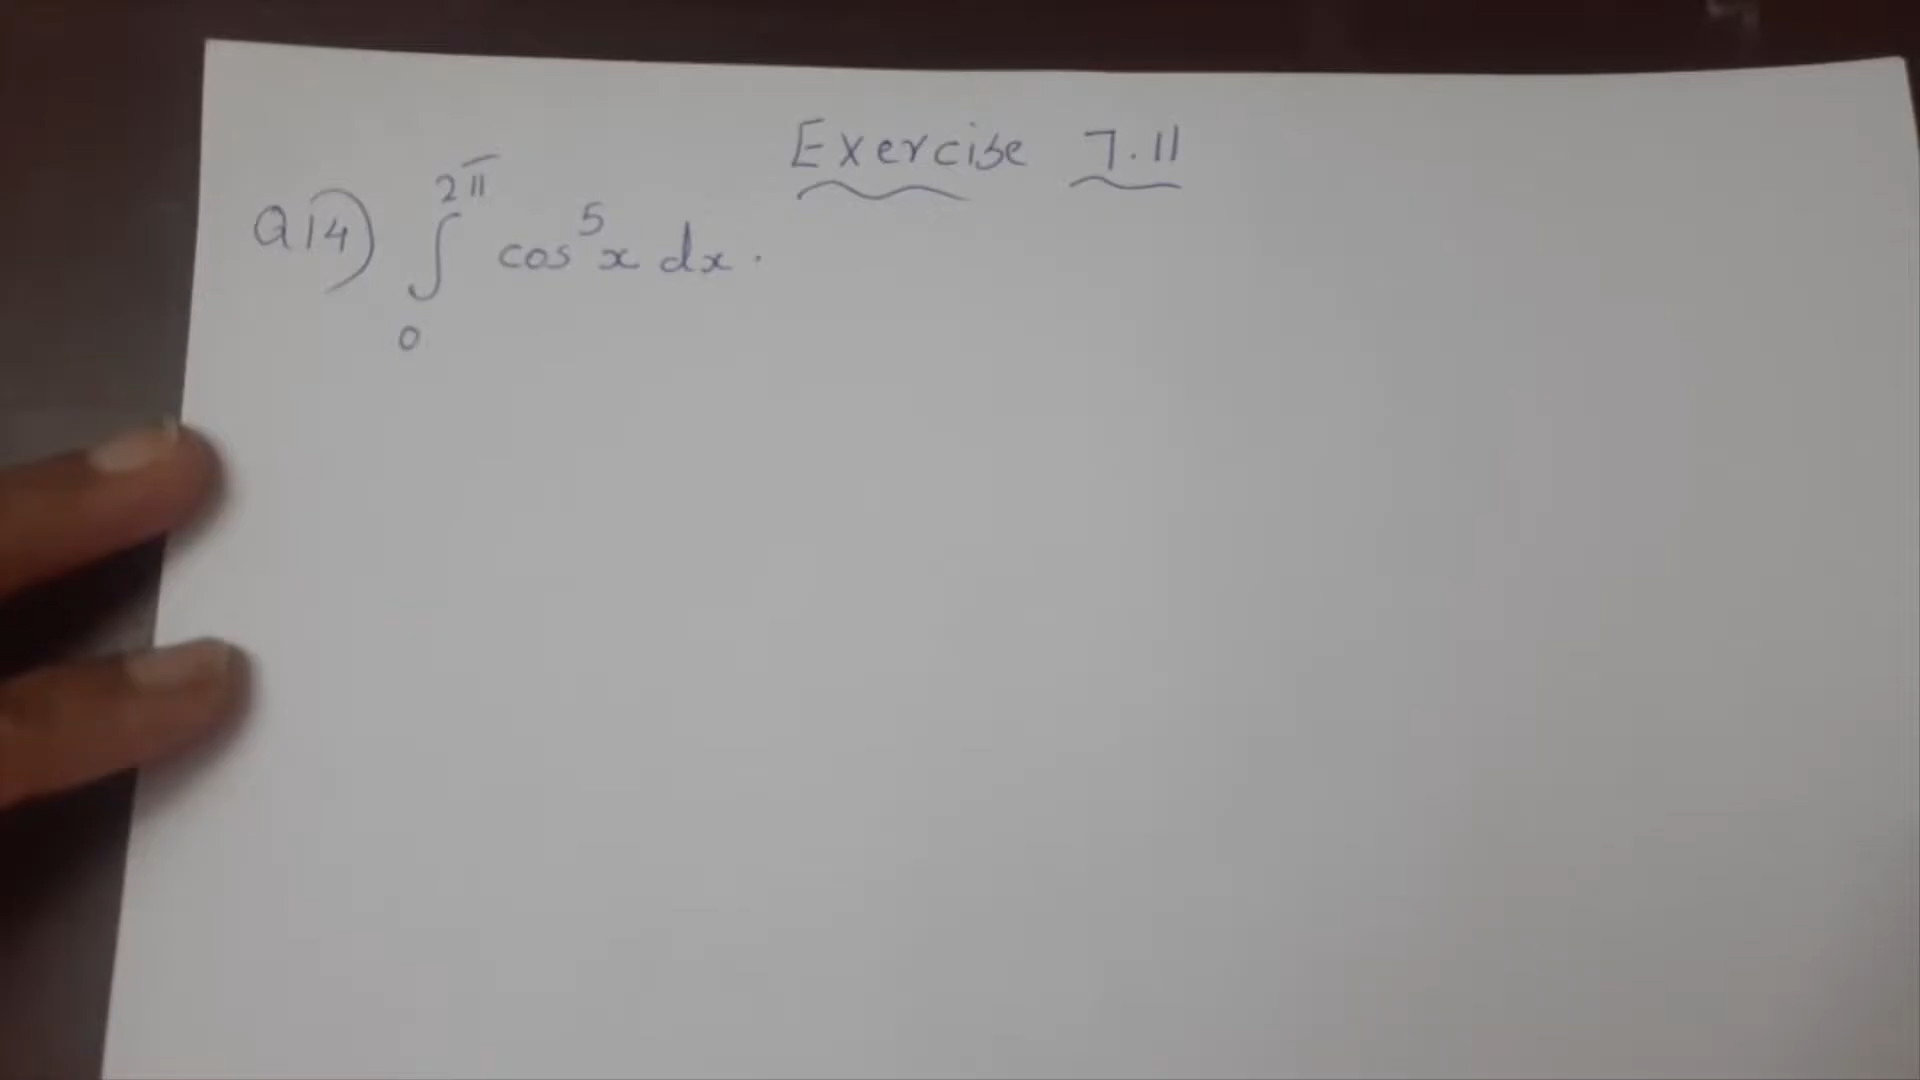 Exercise 7.11
Q14) ∫₀^{2π} cos⁵x dx.